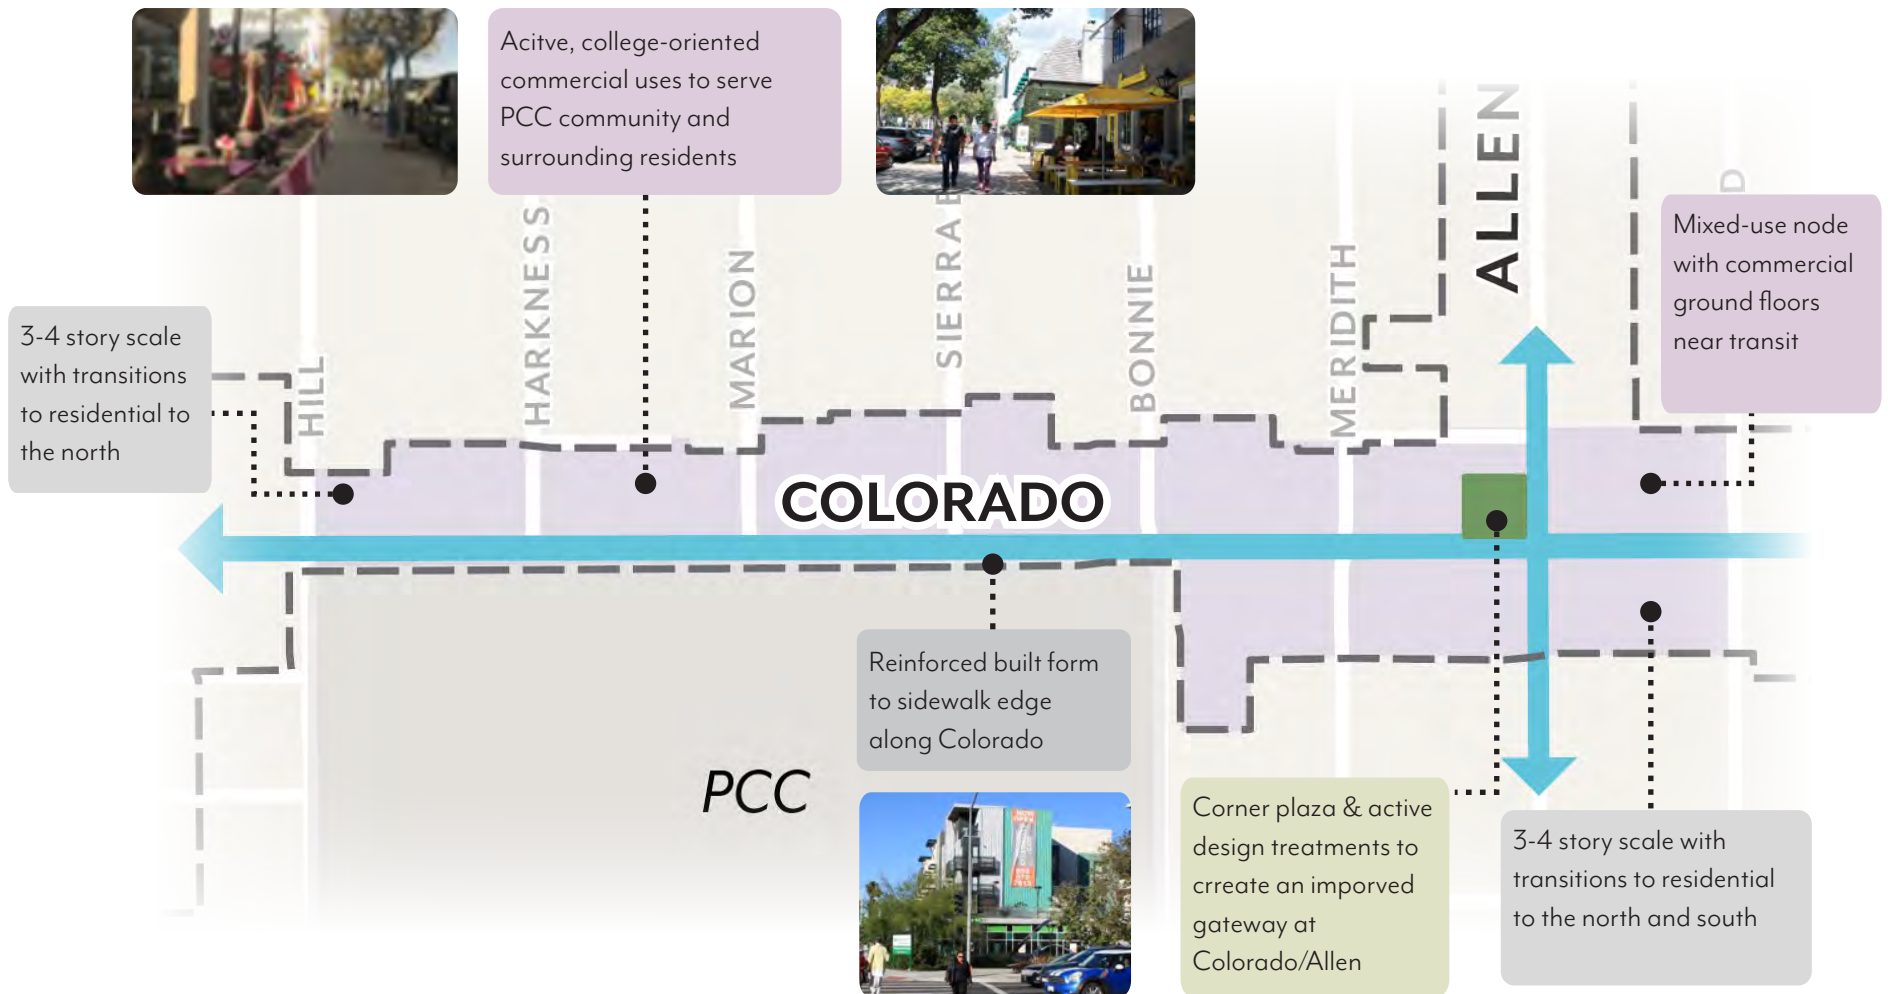 Acitve, college-oriented
commercial uses to serve
PCC community and
surrounding residents
ALLEN
D
Mixed-use node
with commercial
ground floors
near transit
HARKNESS
MARION
SIERRA
BONNIE
MERIDITH
HILL
3-4 story scale
with transitions
to residential to
the north
COLORADO
Reinforced built form
to sidewalk edge
along Colorado
PCC
Corner plaza & active
design treatments to
crreate an imporved
gateway at
Colorado/Allen
3-4 story scale with
transitions to residential
to the north and south